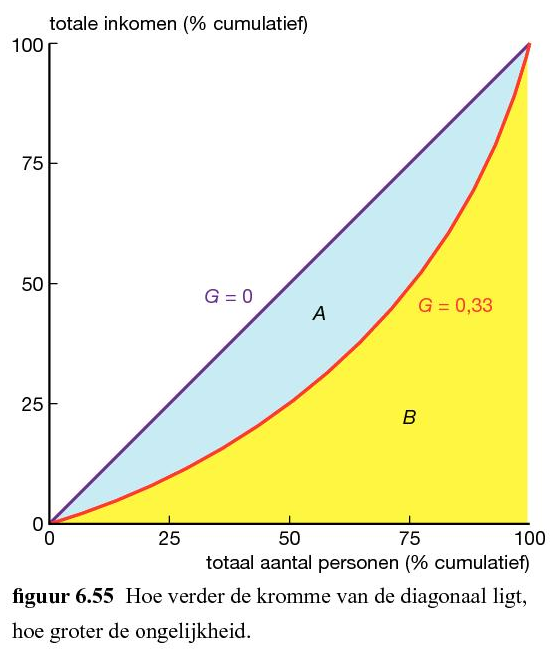 totale inkomen (% cumulatief)
100
75
50
25
0
G = 0
A
G = 0,33
B
0 25 50 75 100
totaal aantal personen (% cumulatief)
figuur 6.55 Hoe verder de kromme van de diagonaal ligt,
hoe groter de ongelijkheid.